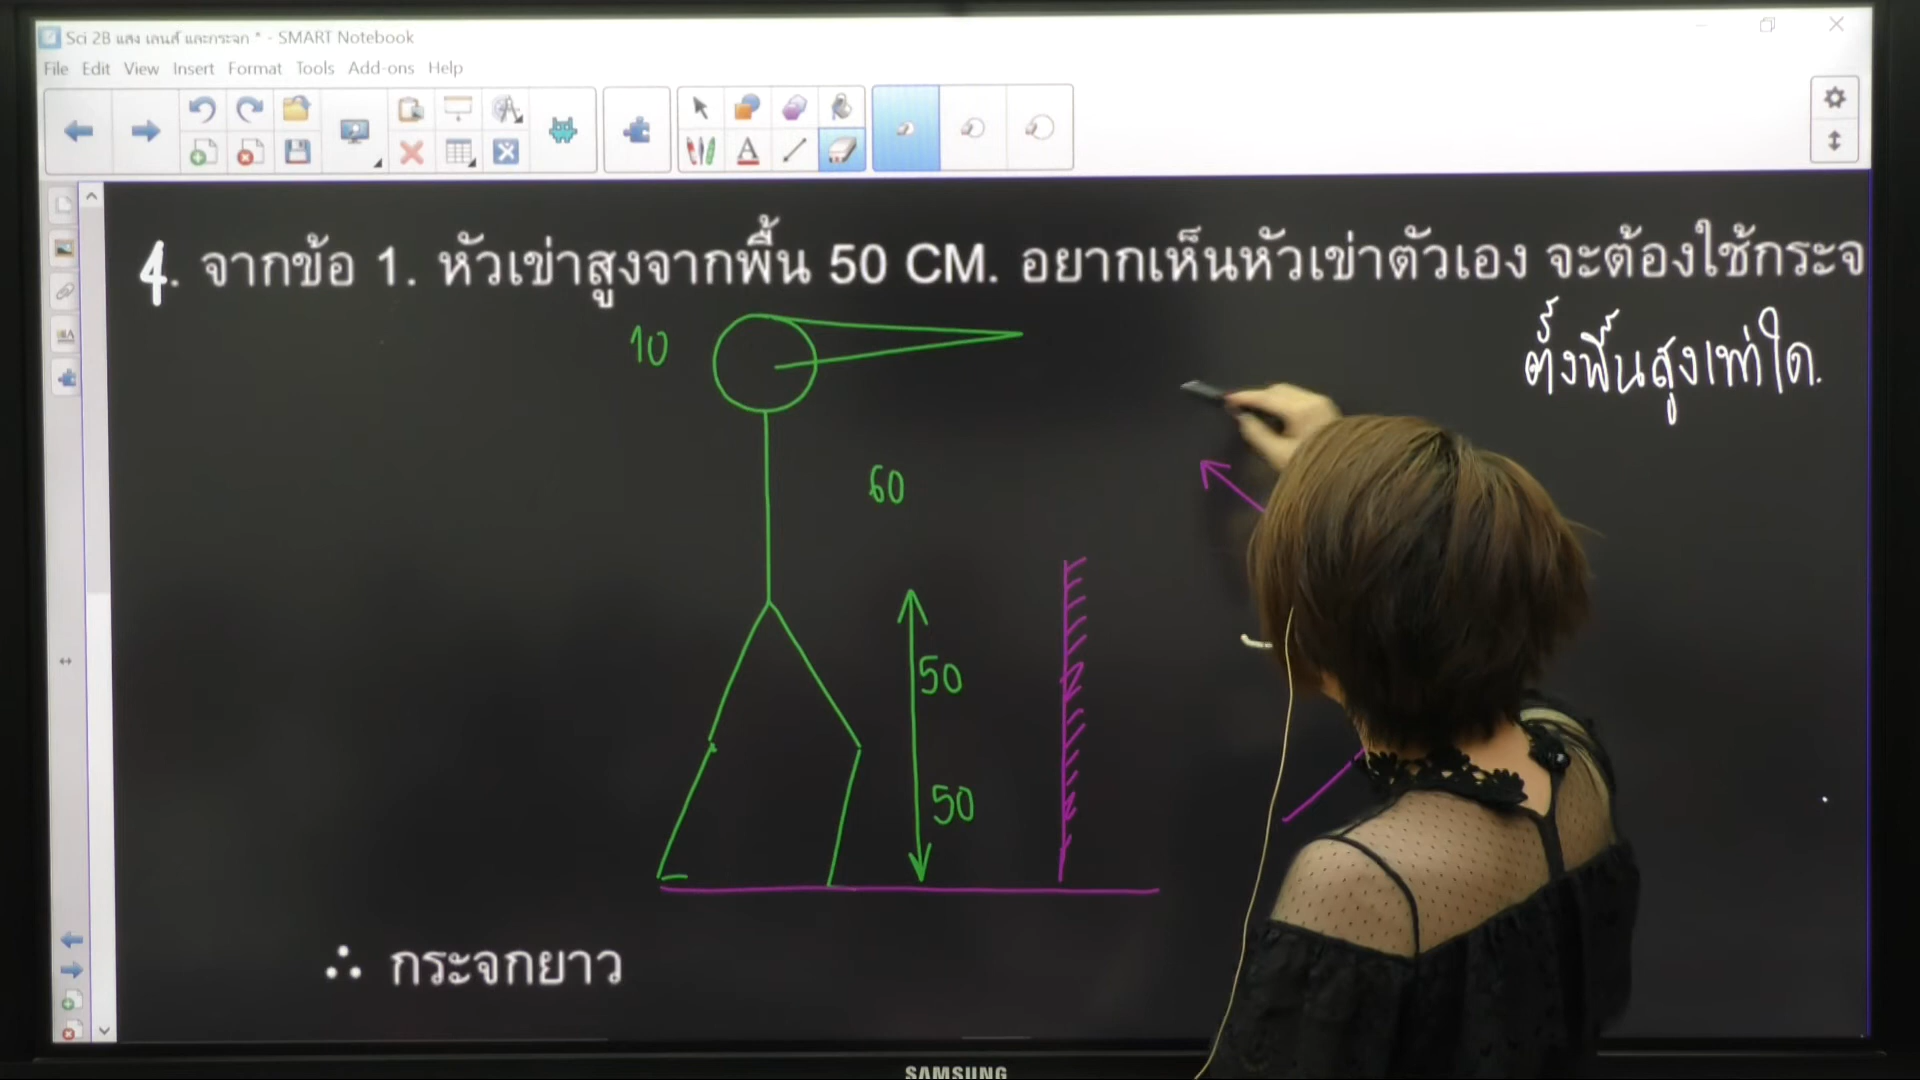 Sci 2B แสง เลนส์ และกระจก * - SMART Notebook
File Edit View Insert Format Tools Add-ons Help
4. จากข้อ 1. หัวเข่าสูงจากพื้น 50 CM. อยากเห็นหัวเข่าตัวเอง จะต้องใช้กระจ
ตั้งพื้นสูงเท่าใด.
10
60
50
50
∴ กระจกยาว
SAMSUNG